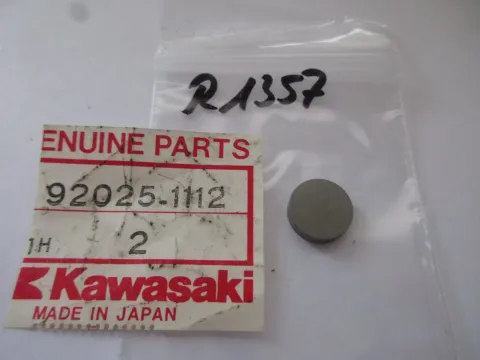 R1357
ENUINE PARTS
92025-1112
1H 2
Kawasaki
MADE IN JAPAN